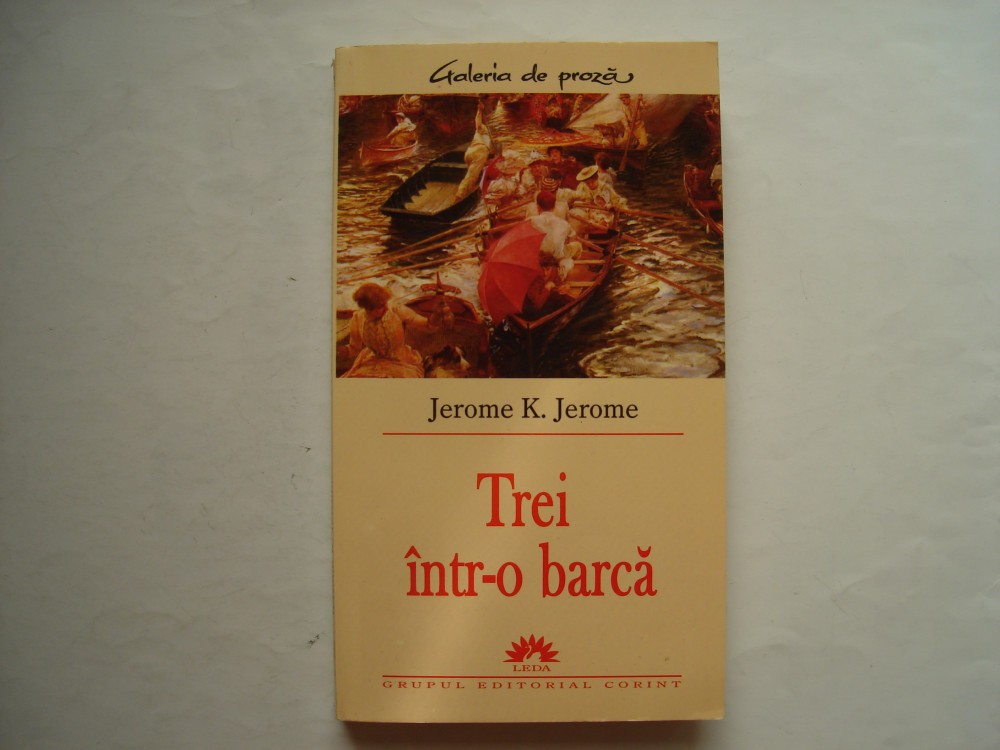 Galeria de proză
Jerome K. Jerome
Trei
într-o barcă
LEDA
GRUPUL EDITORIAL CORINT